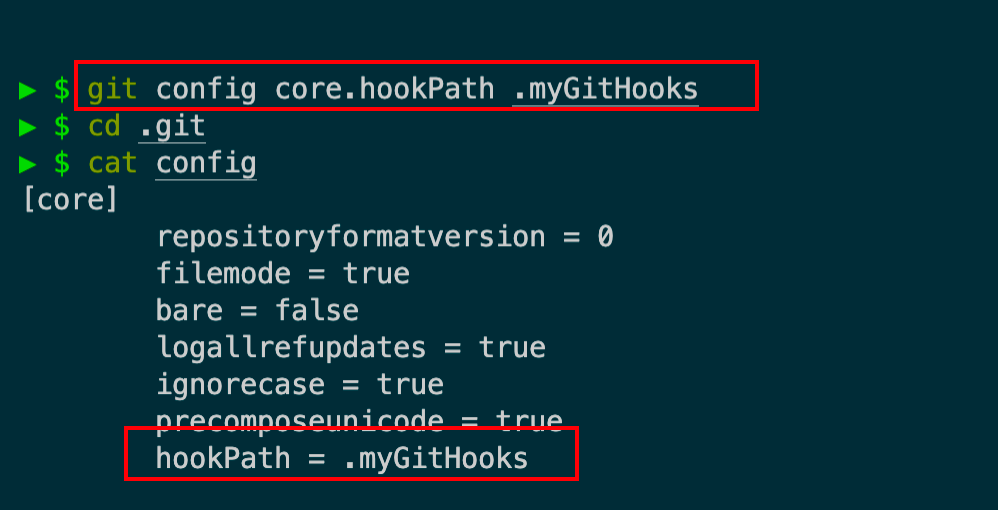 ▶ $ git config core.hookPath .myGitHooks
▶ $ cd .git
▶ $ cat config
[core]
repositoryformatversion = 0
filemode = true
bare = false
logallrefupdates = true
ignorecase = true
precomposeunicode = true
hookPath = .myGitHooks